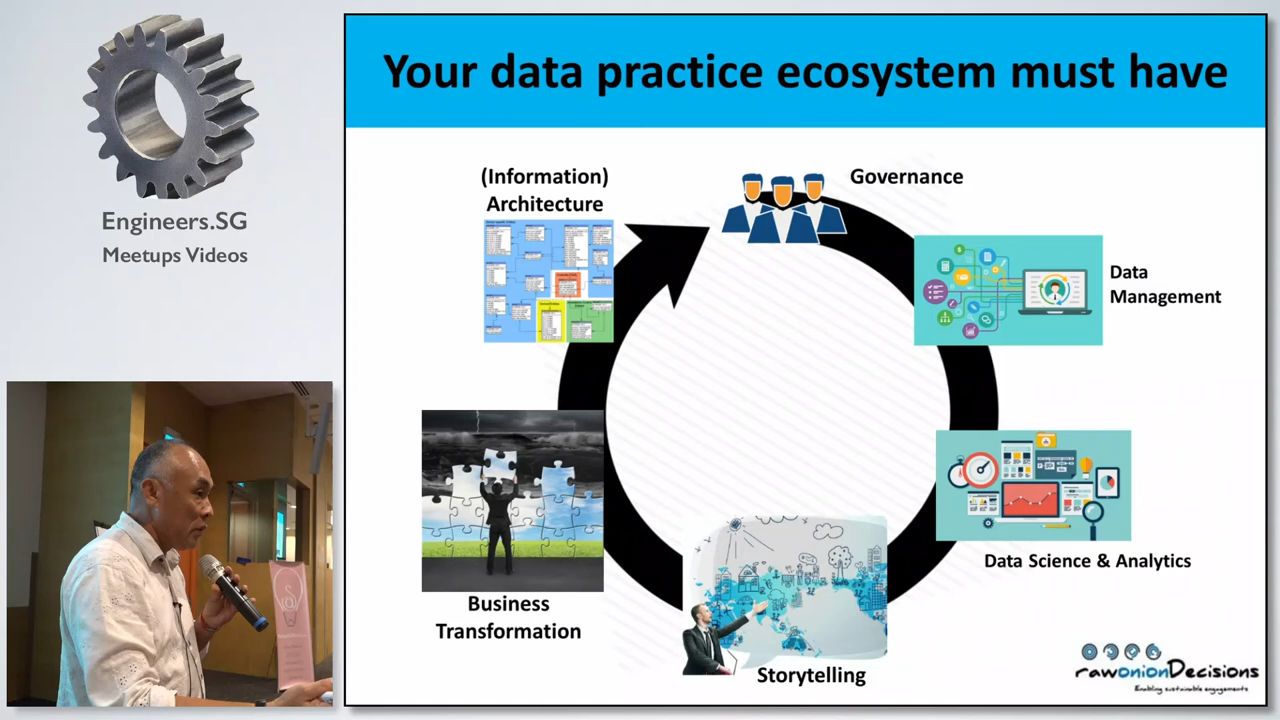 Engineers.SG
Meetups Videos
Your data practice ecosystem must have
(Information)
Architecture
Governance
Data
Management
Data Science & Analytics
Business
Transformation
Storytelling
rawonionDecisions
Enabling sustainable engagements